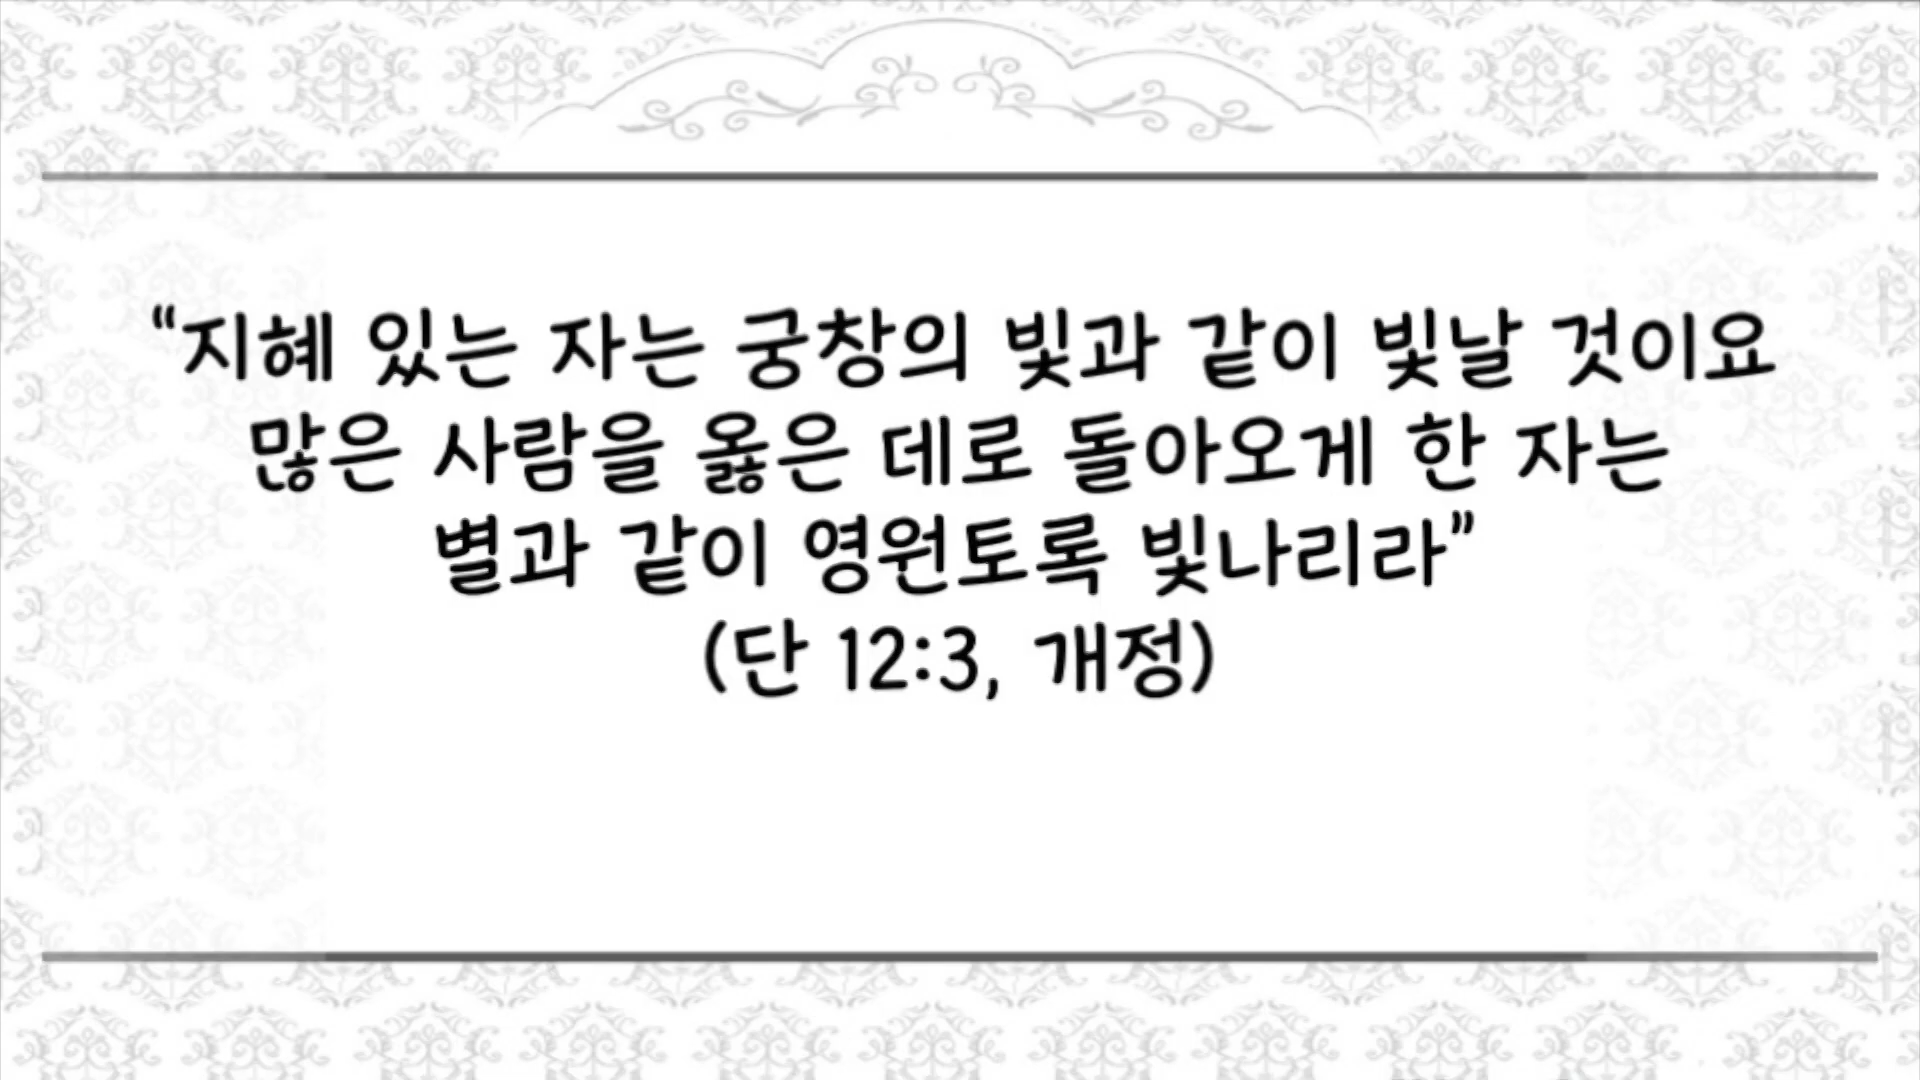 “지혜 있는 자는 궁창의 빛과 같이 빛날 것이요
많은 사람을 옳은 데로 돌아오게 한 자는
별과 같이 영원토록 빛나리라”
(단 12:3, 개정)